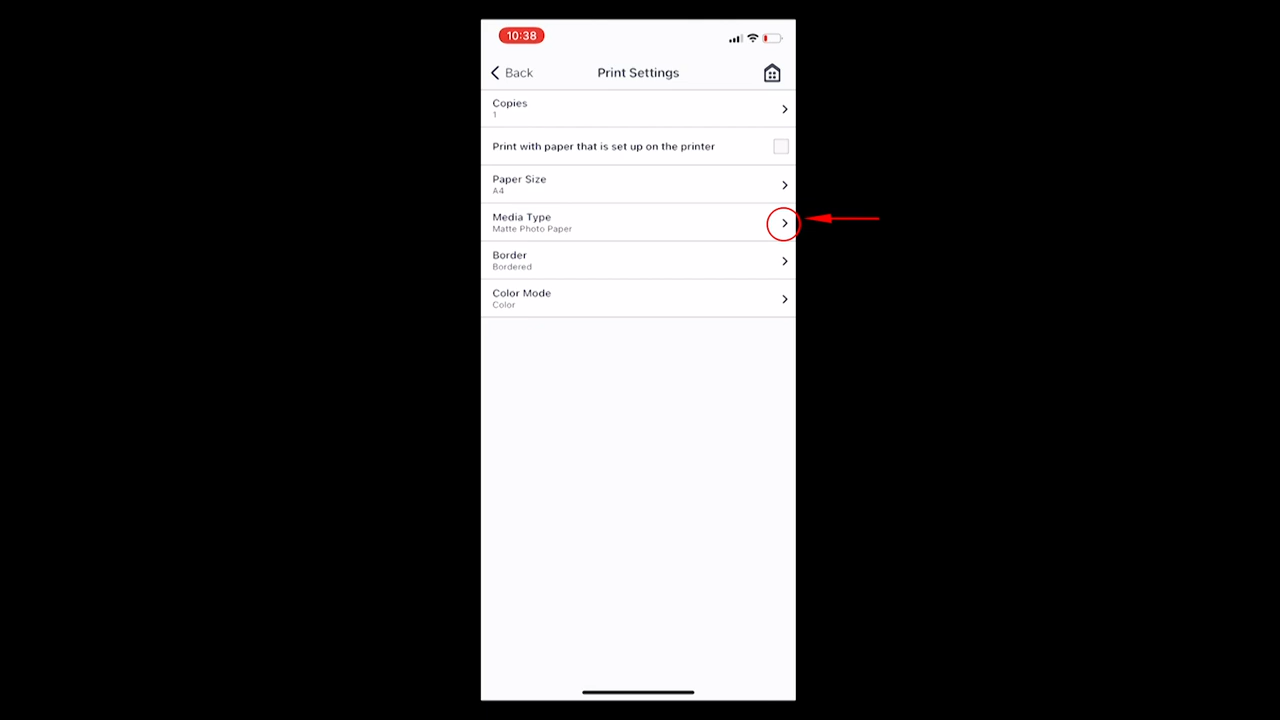 10:38
Back
Print Settings
Copies
1
Print with paper that is set up on the printer
Paper Size
A4
Media Type
Matte Photo Paper
Border
Bordered
Color Mode
Color